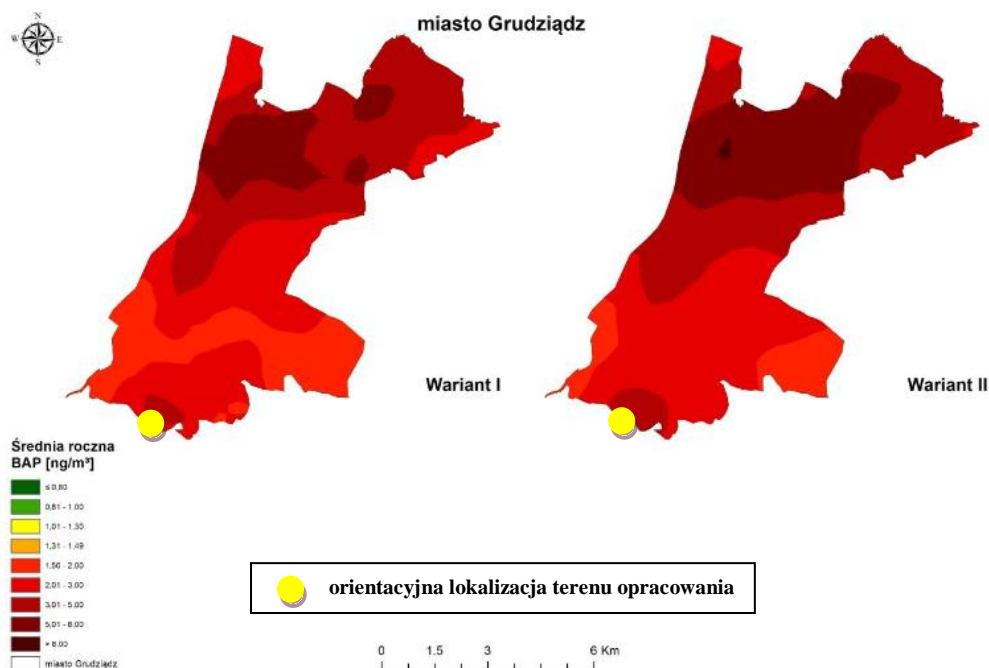 miasto Grudziądz
N
W E
S
Wariant I
Wariant II
Średnia roczna
BAP [ng/m³]
≤ 0,80
0,81 - 1,00
1,01 - 1,30
1,31 - 1,49
1,50 - 2,00
2,01 - 3,00
3,01 - 5,00
5,01 - 8,00
> 8,00
miasto Grudziądz
orientacyjna lokalizacja terenu opracowania
0 1.5 3 6 Km